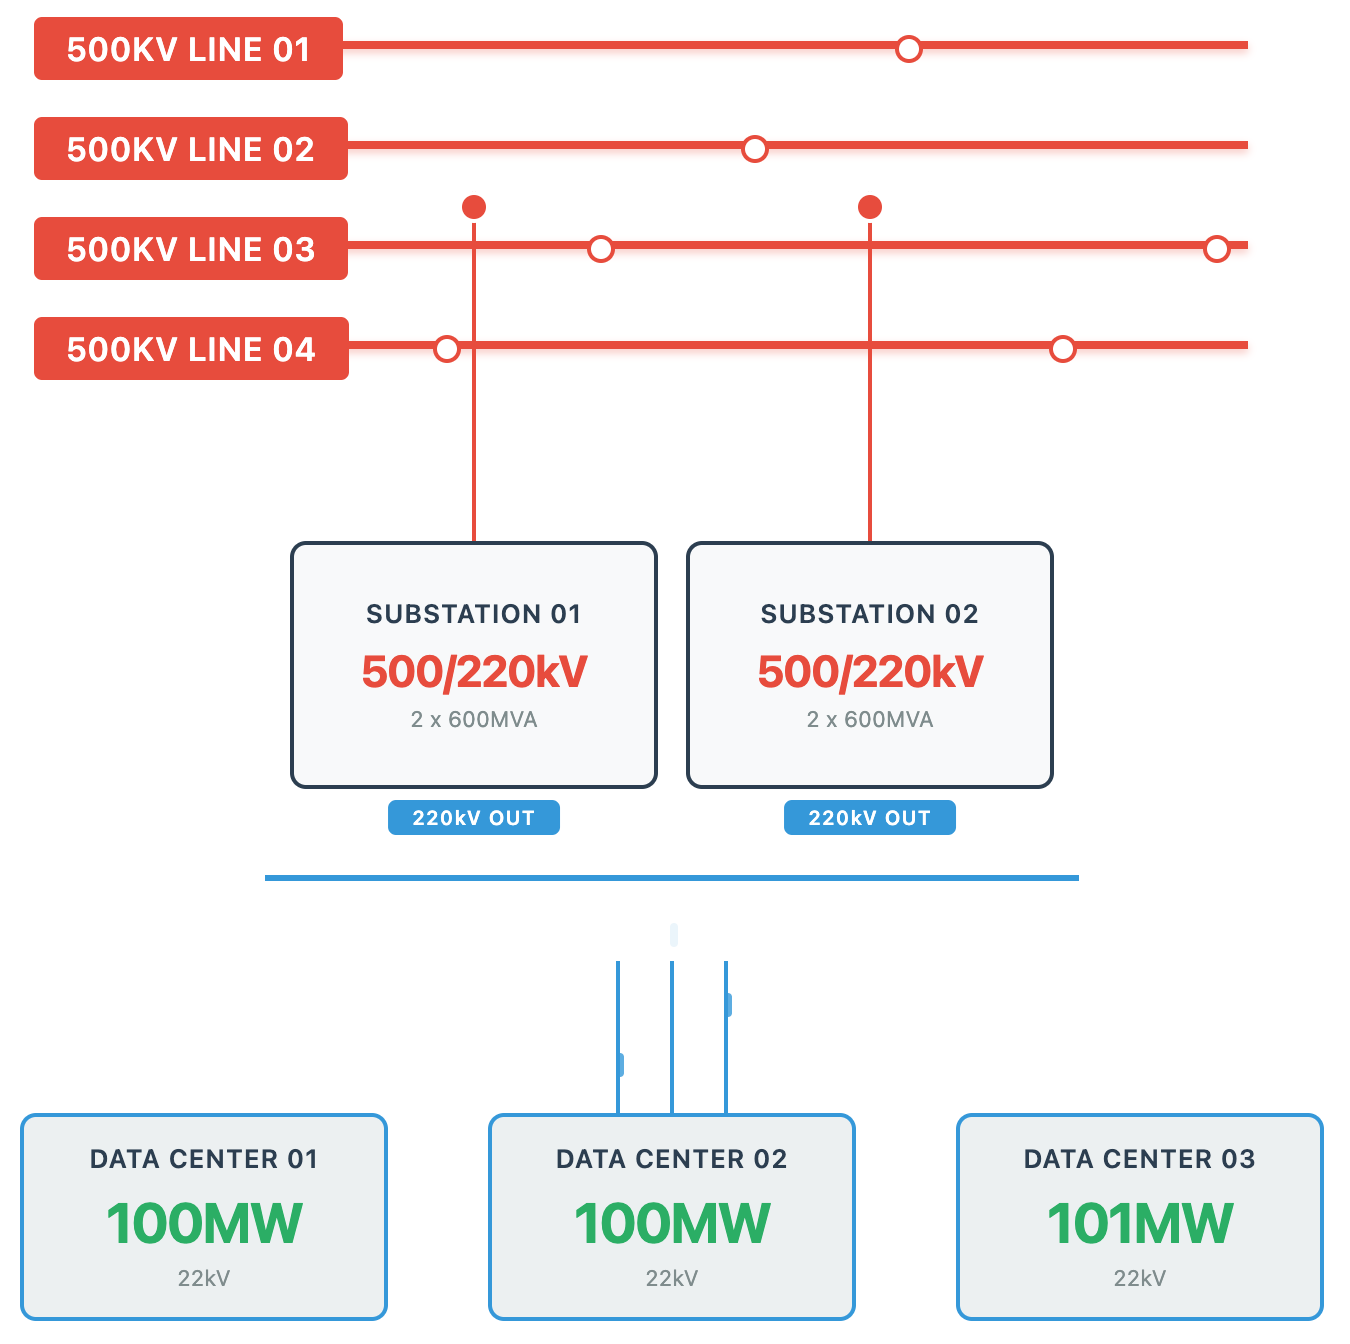 500KV LINE 01
500KV LINE 02
500KV LINE 03
500KV LINE 04
SUBSTATION 01
500/220kV
2 x 600MVA
220kV OUT
SUBSTATION 02
500/220kV
2 x 600MVA
220kV OUT
DATA CENTER 01
100MW
22kV
DATA CENTER 02
100MW
22kV
DATA CENTER 03
101MW
22kV